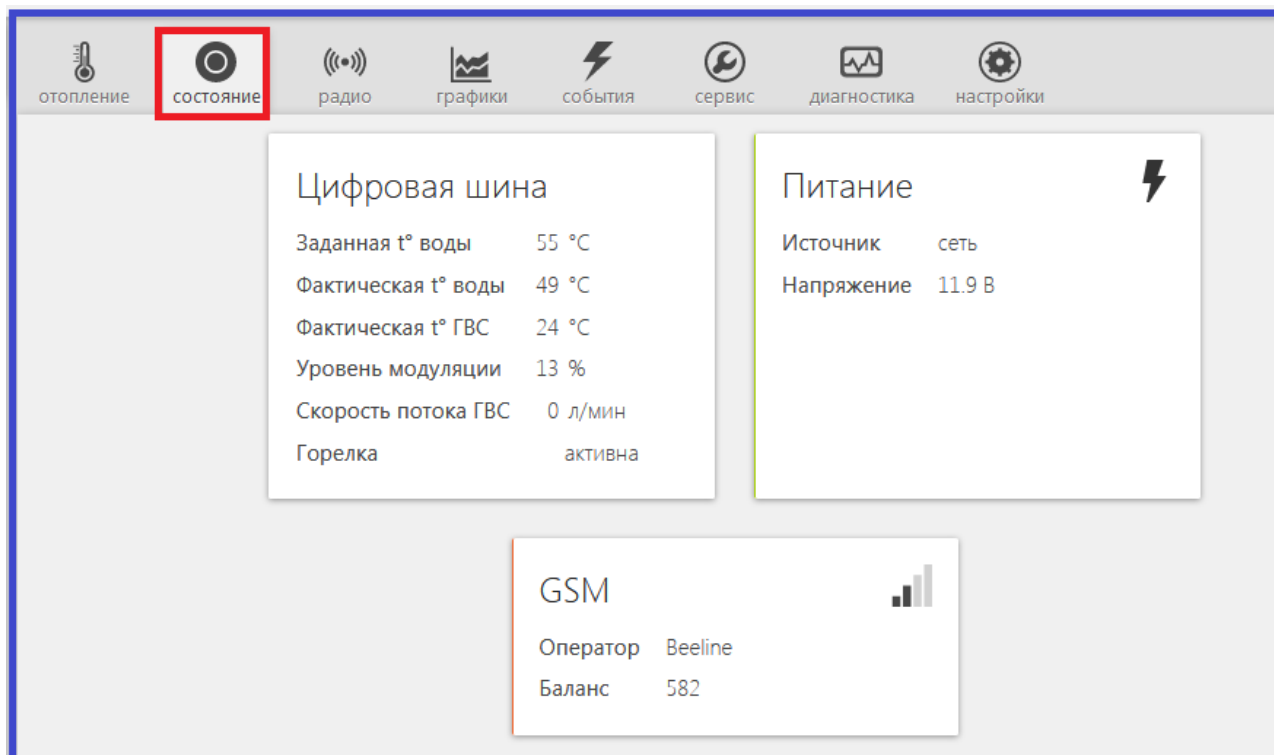 отопление состояние радио графики события сервис диагностика настройки
Цифровая шина
Заданная t° воды 55 °C
Фактическая t° воды 49 °C
Фактическая t° ГВС 24 °C
Уровень модуляции 13 %
Скорость потока ГВС 0 л/мин
Горелка активна
Питание
Источник сеть
Напряжение 11.9 В
GSM
Оператор Beeline
Баланс 582